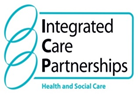 Integrated
Care
Partnerships
Health and Social Care